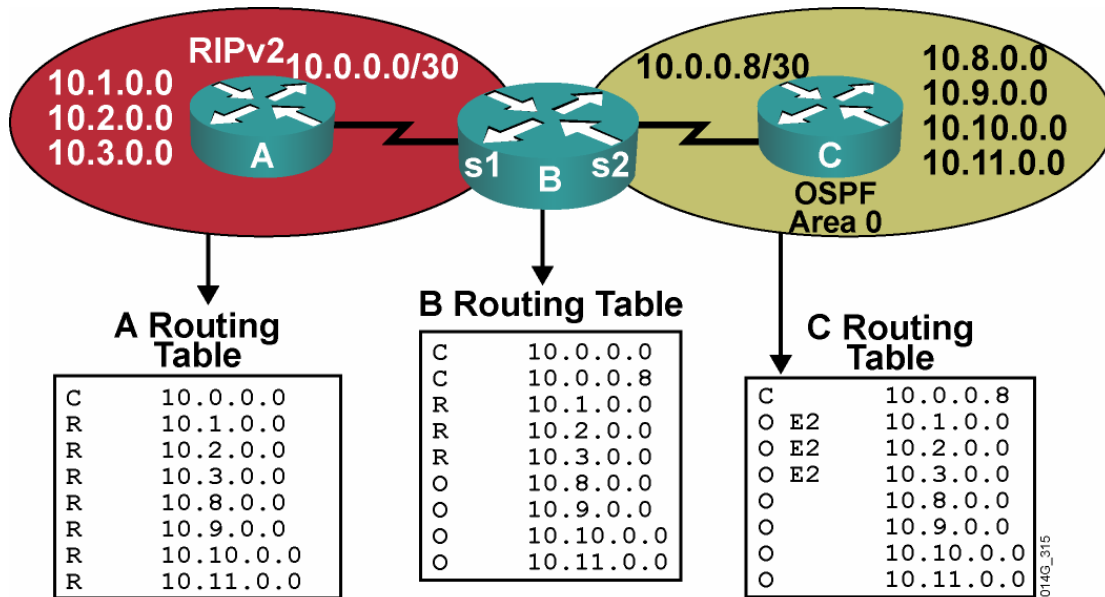 RIPv2
10.0.0.0/30
10.1.0.0
10.2.0.0
10.3.0.0
A
s1
B
s2
10.0.0.8/30
C
10.8.0.0
10.9.0.0
10.10.0.0
10.11.0.0
OSPF
Area 0
A Routing
Table
C 10.0.0.0
R 10.1.0.0
R 10.2.0.0
R 10.3.0.0
R 10.8.0.0
R 10.9.0.0
R 10.10.0.0
R 10.11.0.0
B Routing Table
C 10.0.0.0
C 10.0.0.8
R 10.1.0.0
R 10.2.0.0
R 10.3.0.0
O 10.8.0.0
O 10.9.0.0
O 10.10.0.0
O 10.11.0.0
C Routing
Table
C 10.0.0.8
O E2 10.1.0.0
O E2 10.2.0.0
O E2 10.3.0.0
O 10.8.0.0
O 10.9.0.0
O 10.10.0.0
O 10.11.0.0
014G_315